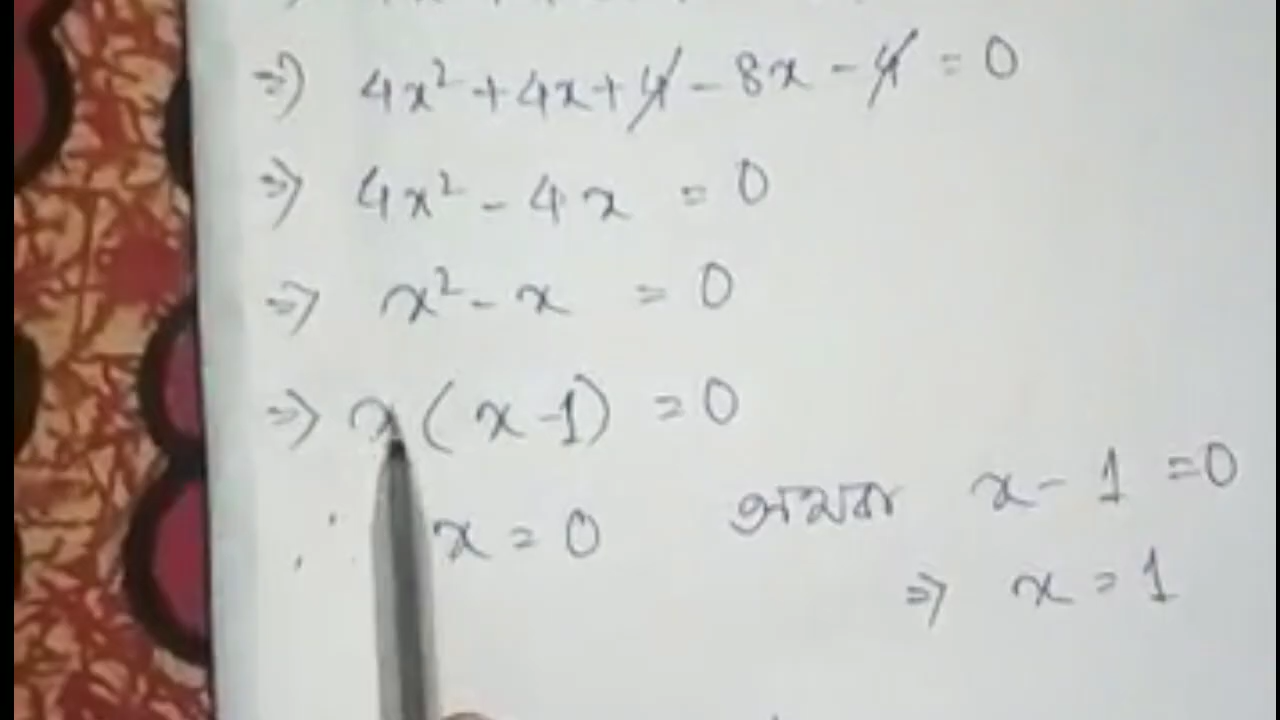 ⇒ 4x² + 4x + 4 - 8x - 4 = 0
⇒ 4x² - 4x = 0
⇒ x² - x = 0
⇒ x(x - 1) = 0
∴ x = 0 অথবা x - 1 = 0
⇒ x = 1